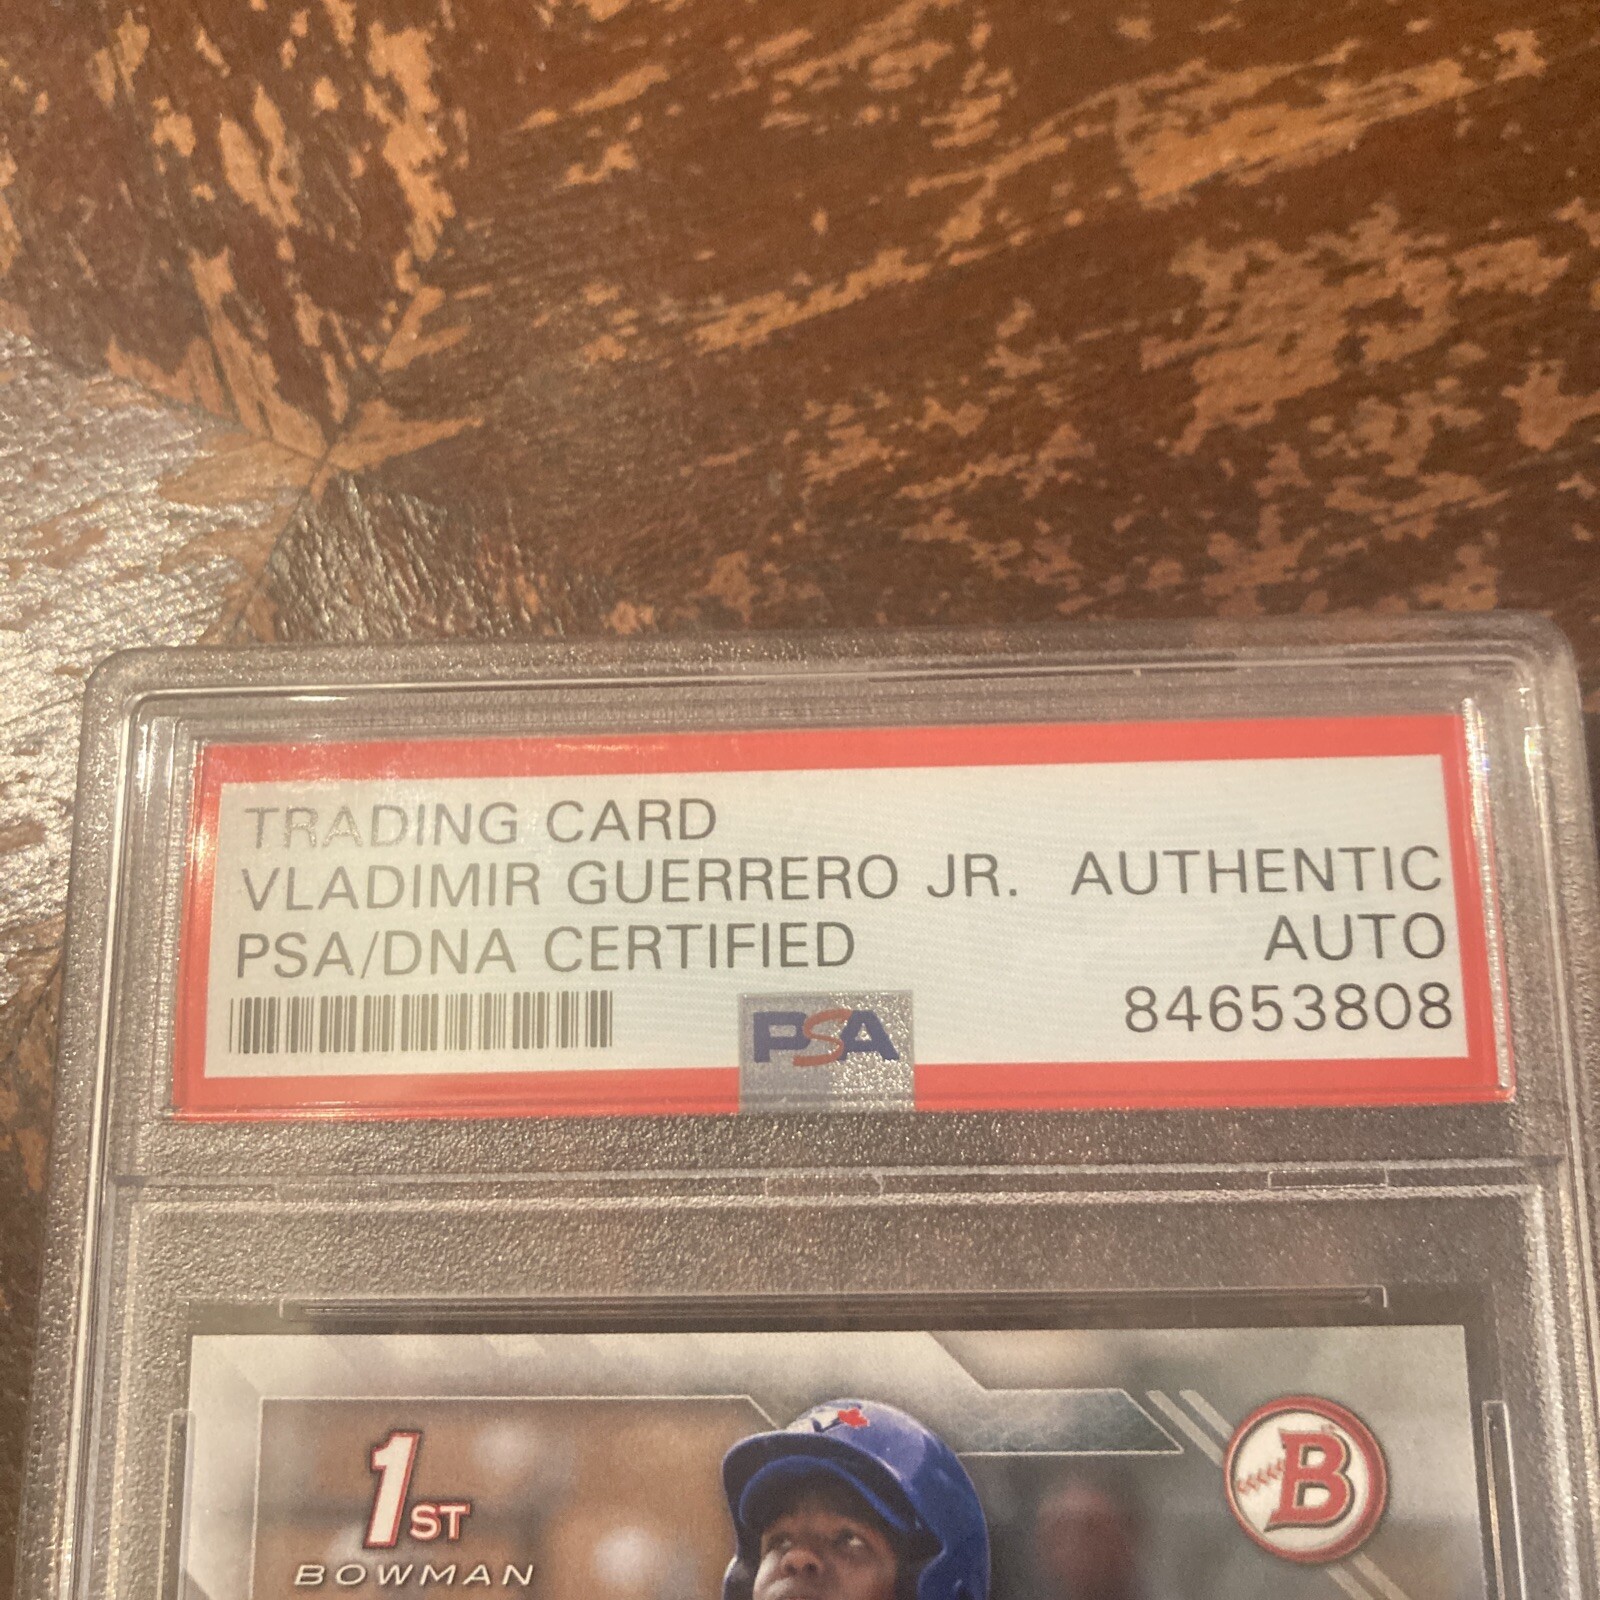 TRADING CARD
VLADIMIR GUERRERO JR. AUTHENTIC
PSA/DNA CERTIFIED AUTO
PSA 84653808
1ST
BOWMAN
B